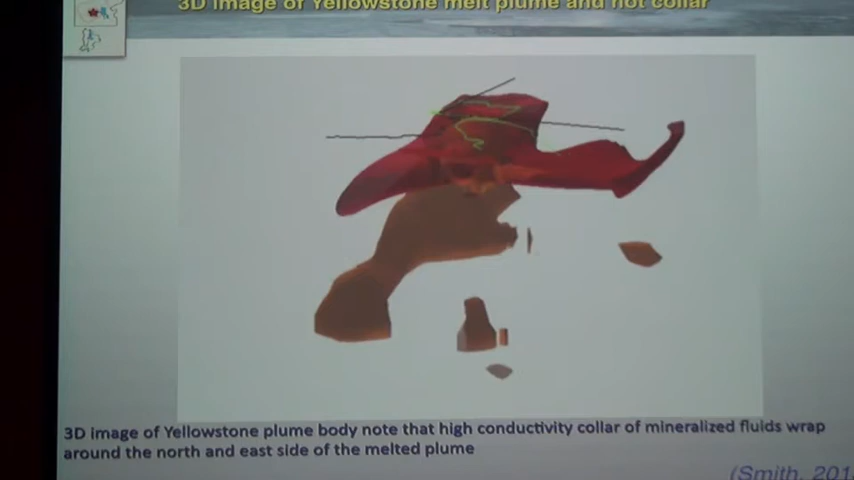 3D image of Yellowstone melt plume and hot collar
3D image of Yellowstone plume body note that high conductivity collar of mineralized fluids wrap
around the north and east side of the melted plume
(Smith, 201